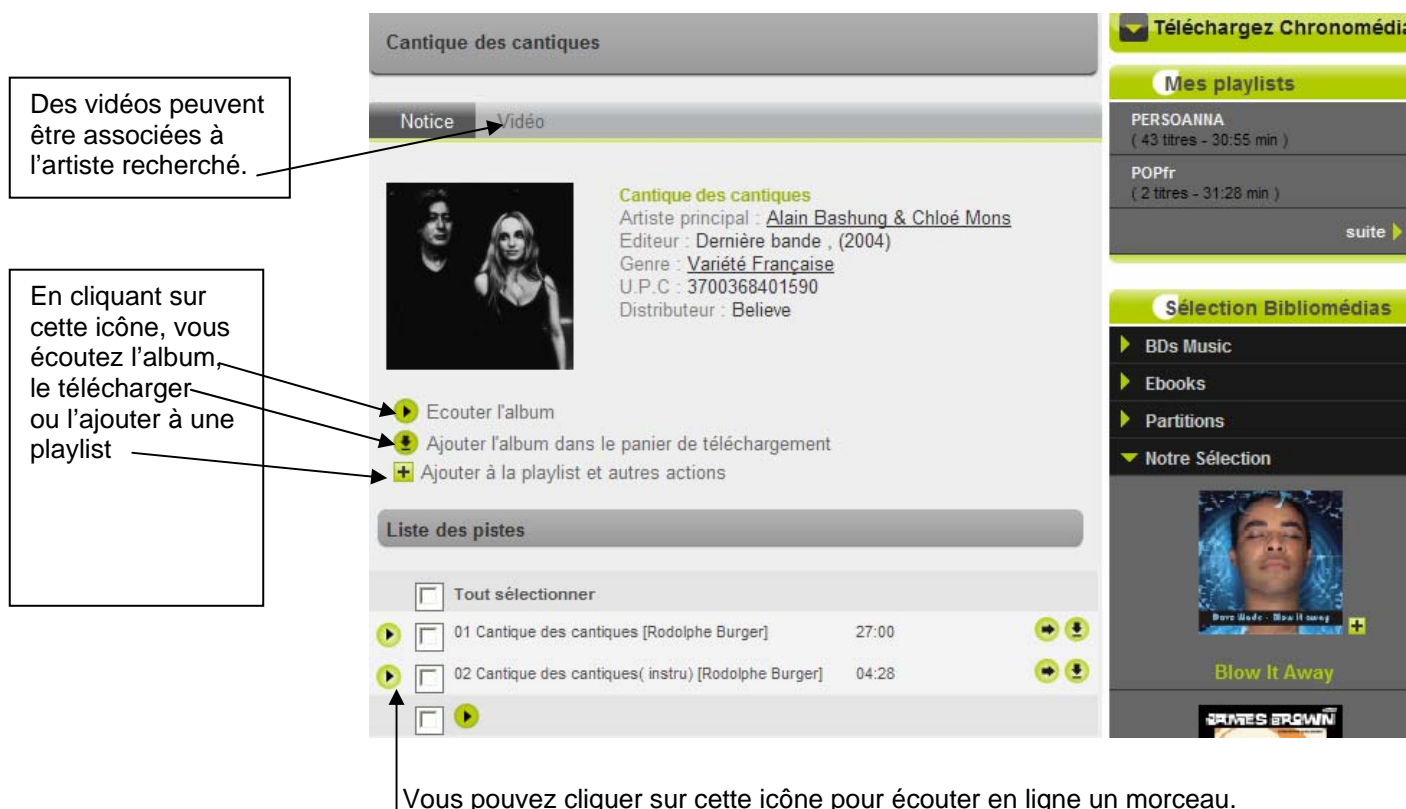 Des vidéos peuvent
être associées à
l’artiste recherché.
En cliquant sur
cette icône, vous
écoutez l’album,
le télécharger
ou l’ajouter à une
playlist
Cantique des cantiques
Notice Vidéo
Cantique des cantiques
Artiste principal : Alain Bashung & Chloé Mons
Editeur : Dernière bande , (2004)
Genre : Variété Française
U.P.C : 3700368401590
Distributeur : Believe
Ecouter l'album
Ajouter l'album dans le panier de téléchargement
Ajouter à la playlist et autres actions
Liste des pistes
Tout sélectionner
01 Cantique des cantiques [Rodolphe Burger] 27:00
02 Cantique des cantiques( instru) [Rodolphe Burger] 04:28
Téléchargez Chronomédia
Mes playlists
PERSOANNA
( 43 titres - 30:55 min )
POPfr
( 2 titres - 31:28 min )
suite
Sélection Bibliomédias
BDs Music
Ebooks
Partitions
Notre Sélection
Dave Wade - Blow It away
Blow It Away
JAMES BROWN
Vous pouvez cliquer sur cette icône pour écouter en ligne un morceau.